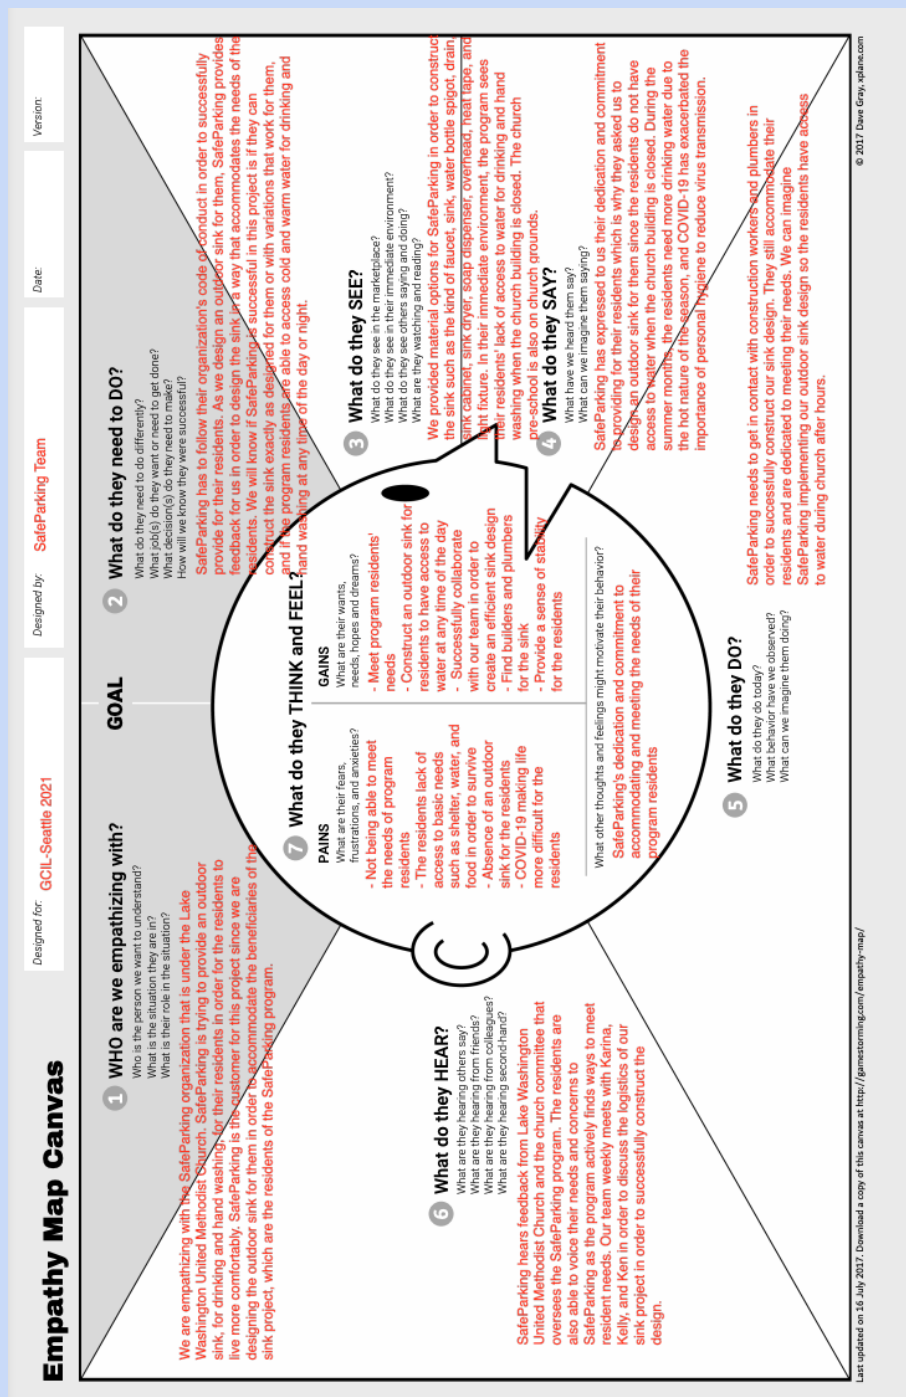 Empathy Map Canvas
Designed for:
GCIL-Seattle 2021
Designed by:
SafeParking Team
Date:
Version:
1 WHO are we empathizing with?
Who is the person we want to understand?
What is the situation they are in?
What is their role in the situation?
We are empathizing with the SafeParking organization that is under the Lake
Washington United Methodist Church. SafeParking is trying to provide an outdoor
sink, for drinking and hand washing, for their residents in order for the residents to
live more comfortably. SafeParking is the customer for this project since we are
designing the outdoor sink for them in order to accommodate the beneficiaries of the
sink project, which are the residents of the SafeParking program.
GOAL
2 What do they need to DO?
What do they need to do differently?
What job(s) do they want or need to get done?
What decision(s) do they need to make?
How will we know they were successful?
SafeParking has to follow their organization's code of conduct in order to successfully
provide for their residents. As we design an outdoor sink for them, SafeParking provides
feedback for us in order to design the sink in a way that accommodates the needs of the
residents. We will know if SafeParking is successful in this project is if they can
construct the sink exactly as designed for them or with variations that work for them,
and if the program residents are able to access cold and warm water for drinking and
hand washing at any time of the day or night.
3 What do they SEE?
What do they see in the marketplace?
What do they see in their immediate environment?
What do they see others saying and doing?
What are they watching and reading?
We provided material options for SafeParking in order to construct
the sink such as the kind of faucet, sink, water bottle spigot, drain,
sink cabinet, sink dryer, soap dispenser, overhead, heat tape, and
light fixture. In their immediate environment, the program sees
their residents' lack of access to water for drinking and hand
washing when the church building is closed. The church
pre-school is also on church grounds.
4 What do they SAY?
What have we heard them say?
What can we imagine them saying?
SafeParking has expressed to us their dedication and commitment
to providing for their residents which is why they asked us to
design an outdoor sink for them since the residents do not have
access to water when the church building is closed. During the
summer months, the residents need more drinking water due to
the hot nature of the season, and COVID-19 has exacerbated the
importance of personal hygiene to reduce virus transmission.
5 What do they DO?
What do they do today?
What behavior have we observed?
What can we imagine them doing?
SafeParking needs to get in contact with construction workers and plumbers in
order to successfully construct our sink design. They still accommodate their
residents and are dedicated to meeting their needs. We can imagine
SafeParking implementing our outdoor sink design so the residents have access
to water during church after hours.
6 What do they HEAR?
What are they hearing others say?
What are they hearing from friends?
What are they hearing from colleagues?
What are they hearing second-hand?
SafeParking hears feedback from Lake Washington
United Methodist Church and the church committee that
oversees the SafeParking program. The residents are
also able to voice their needs and concerns to
SafeParking as the program actively finds ways to meet
resident needs. Our team weekly meets with Karina,
Kelly, and Ken in order to discuss the logistics of our
sink project in order to successfully construct the
design.
7 What do they THINK and FEEL?
PAINS
What are their fears,
frustrations, and anxieties?
- Not being able to meet
the needs of program
residents
- The residents lack of
access to basic needs
such as shelter, water, and
food in order to survive
- Absence of an outdoor
sink for the residents
- COVID-19 making life
more difficult for the
residents
GAINS
What are their wants,
needs, hopes and dreams?
- Meet program residents'
needs
- Construct an outdoor sink for
residents to have access to
water at any time of the day
- Successfully collaborate
with our team in order to
create an efficient sink design
- Find builders and plumbers
for the sink
- Provide a sense of stability
for the residents
What other thoughts and feelings might motivate their behavior?
SafeParking's dedication and commitment to
accommodating and meeting the needs of their
program residents
Last updated on 16 July 2017. Download a copy of this canvas at http://gamestorming.com/empathy-map/
© 2017 Dave Gray, xplane.com